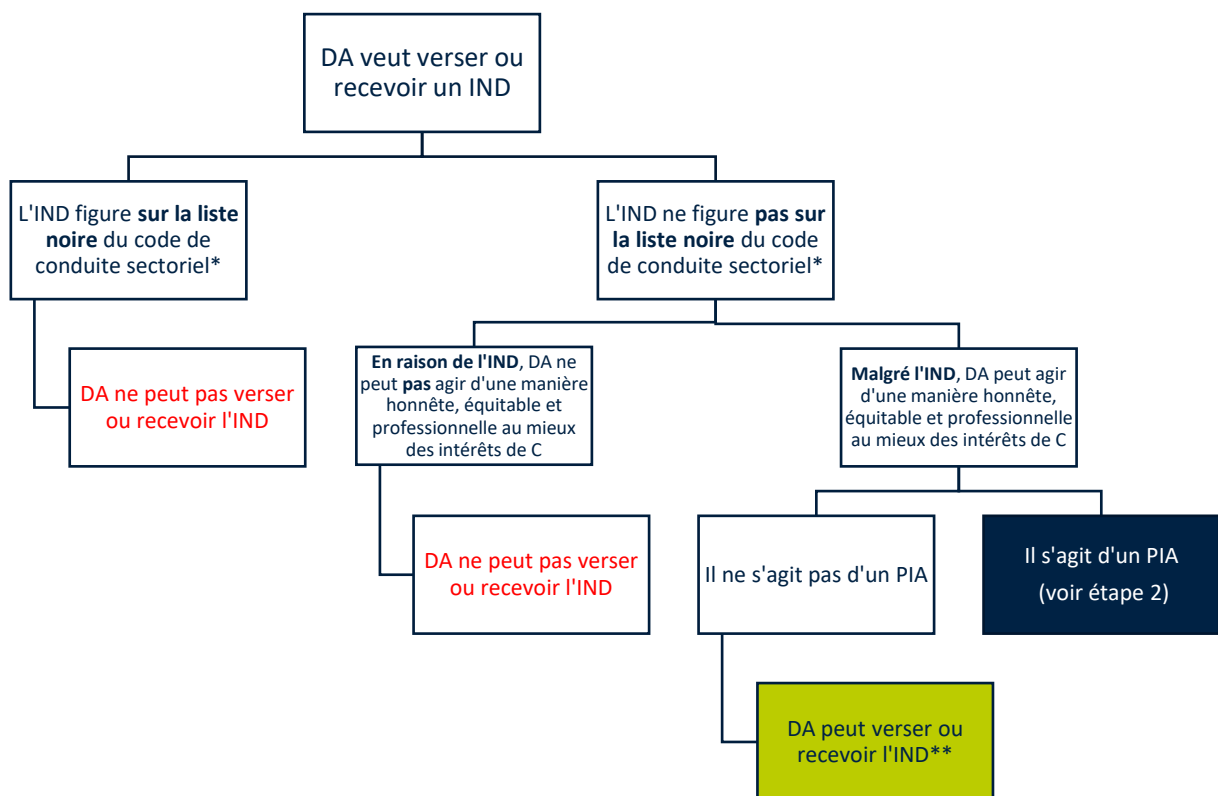 DA veut verser ou
recevoir un IND
L'IND figure sur la liste
noire du code de
conduite sectoriel*
L'IND ne figure pas sur
la liste noire du code
de conduite sectoriel*
DA ne peut pas verser
ou recevoir l'IND
En raison de l'IND, DA ne
peut pas agir d'une manière
honnête, équitable et
professionnelle au mieux
des intérêts de C
Malgré l'IND, DA peut agir
d'une manière honnête,
équitable et professionnelle
au mieux des intérêts de C
DA ne peut pas verser
ou recevoir l'IND
Il ne s'agit pas d'un PIA
Il s'agit d'un PIA
(voir étape 2)
DA peut verser ou
recevoir l'IND**